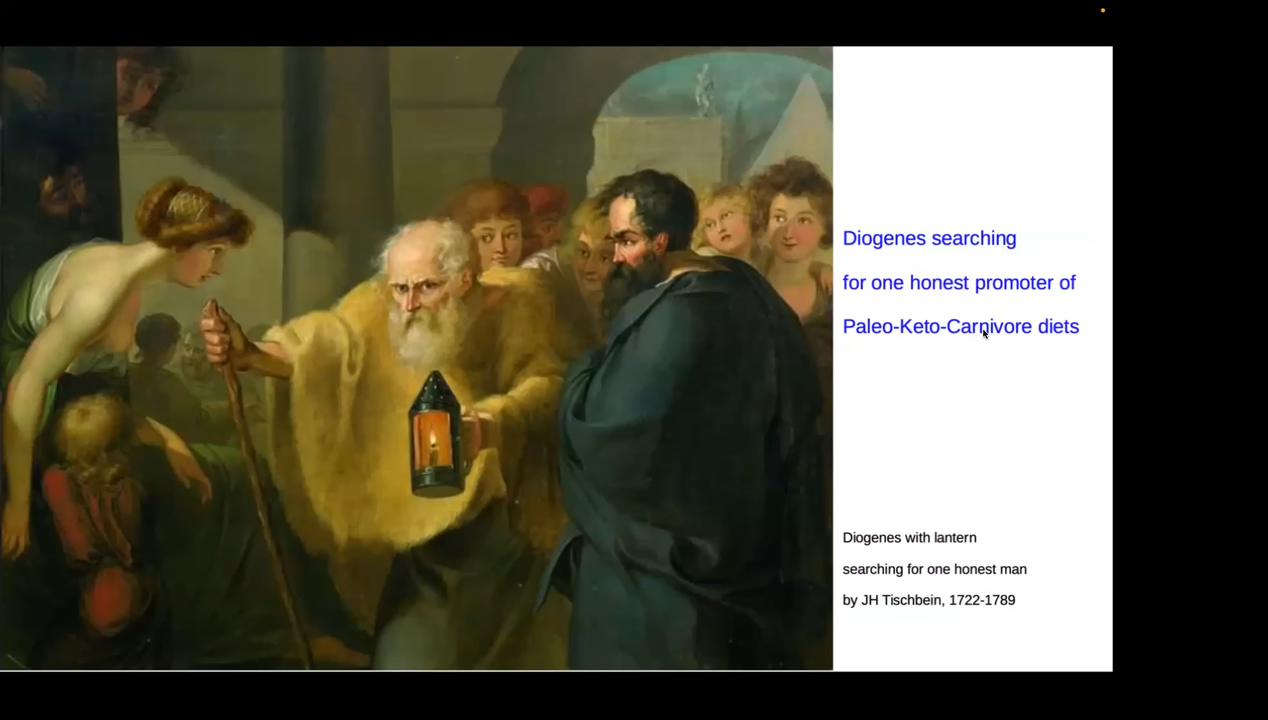 Diogenes searching
for one honest promoter of
Paleo-Keto-Carnivore diets
Diogenes with lantern
searching for one honest man
by JH Tischbein, 1722-1789